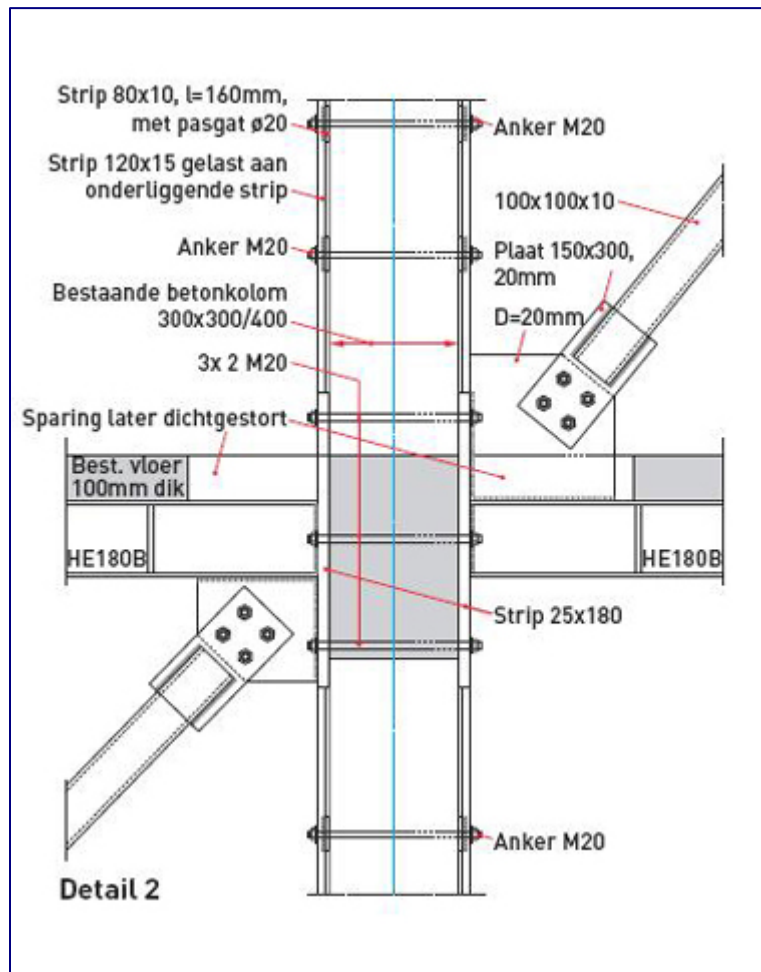 Strip 80x10, l=160mm,
met pasgat ø20
Anker M20
Strip 120x15 gelast aan
onderliggende strip
100x100x10
Anker M20
Plaat 150x300,
20mm
Bestaande betonkolom
300x300/400
D=20mm
3x 2 M20
Sparing later dichtgestort
Best. vloer
100mm dik
HE180B
HE180B
Strip 25x180
Anker M20
Detail 2